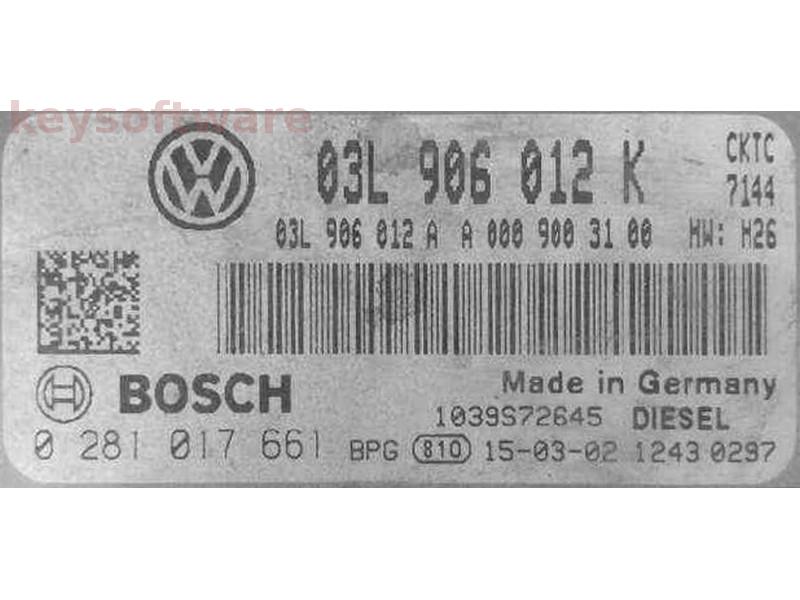 keysoftware
03L 906 012 K
CKTC
7144
03L 906 012 A A 000 900 31 00 HW: H26
BOSCH
Made in Germany
1039S72645 DIESEL
0 281 017 661 BPG 810 15-03-02 1243 0297